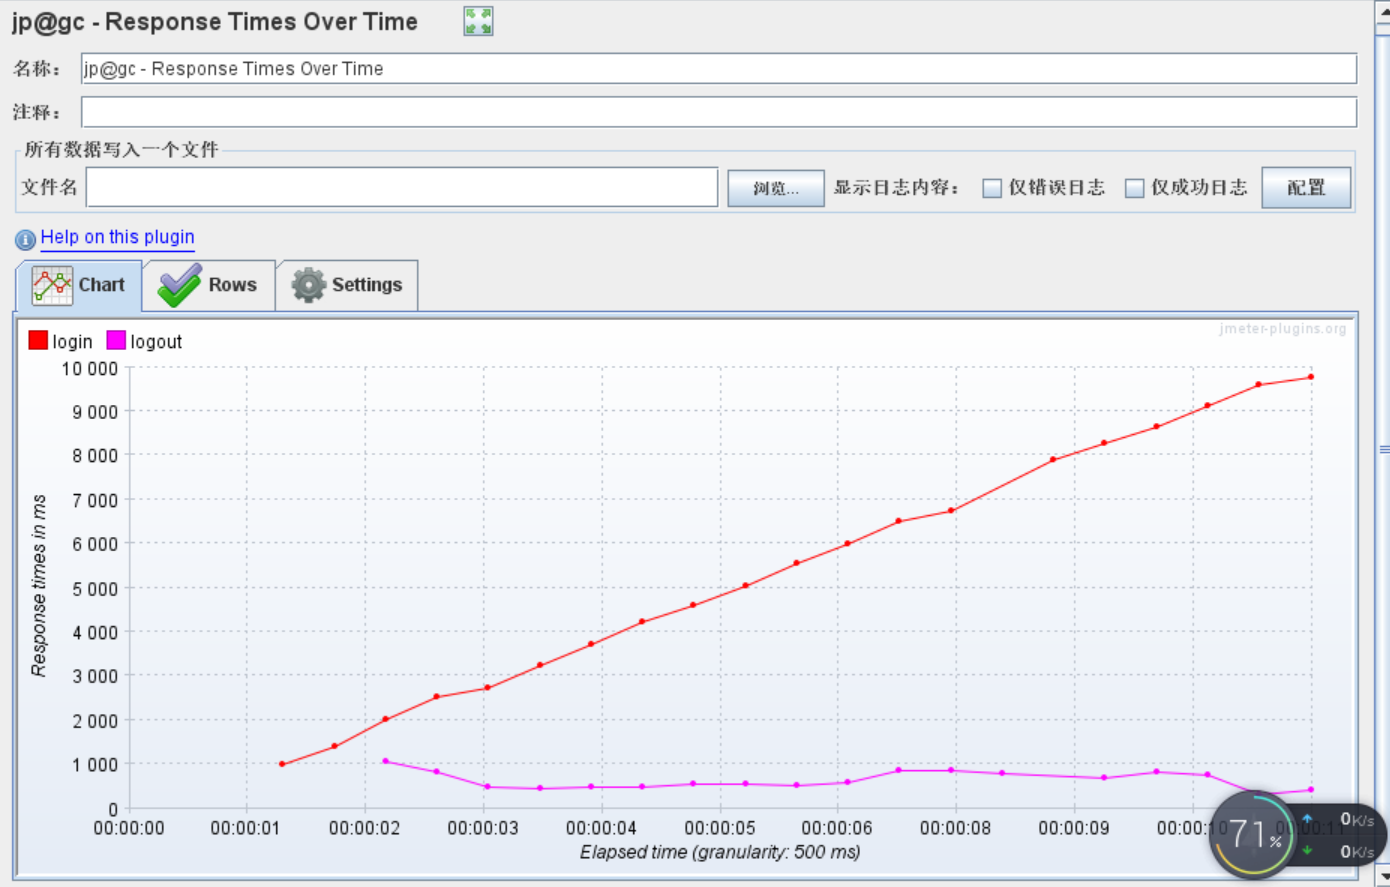 jp@gc - Response Times Over Time
名称： jp@gc - Response Times Over Time
注释：
所有数据写入一个文件
文件名 浏览... 显示日志内容： 仅错误日志 仅成功日志 配置
Help on this plugin
Chart Rows Settings
login logout
jmeter-plugins.org
10 000
9 000
8 000
7 000
6 000
5 000
4 000
3 000
2 000
1 000
0
Response times in ms
00:00:00 00:00:01 00:00:02 00:00:03 00:00:04 00:00:05 00:00:06 00:00:08 00:00:09 00:00:10 00:00:11
Elapsed time (granularity: 500 ms)
71%
0K/s
0K/s